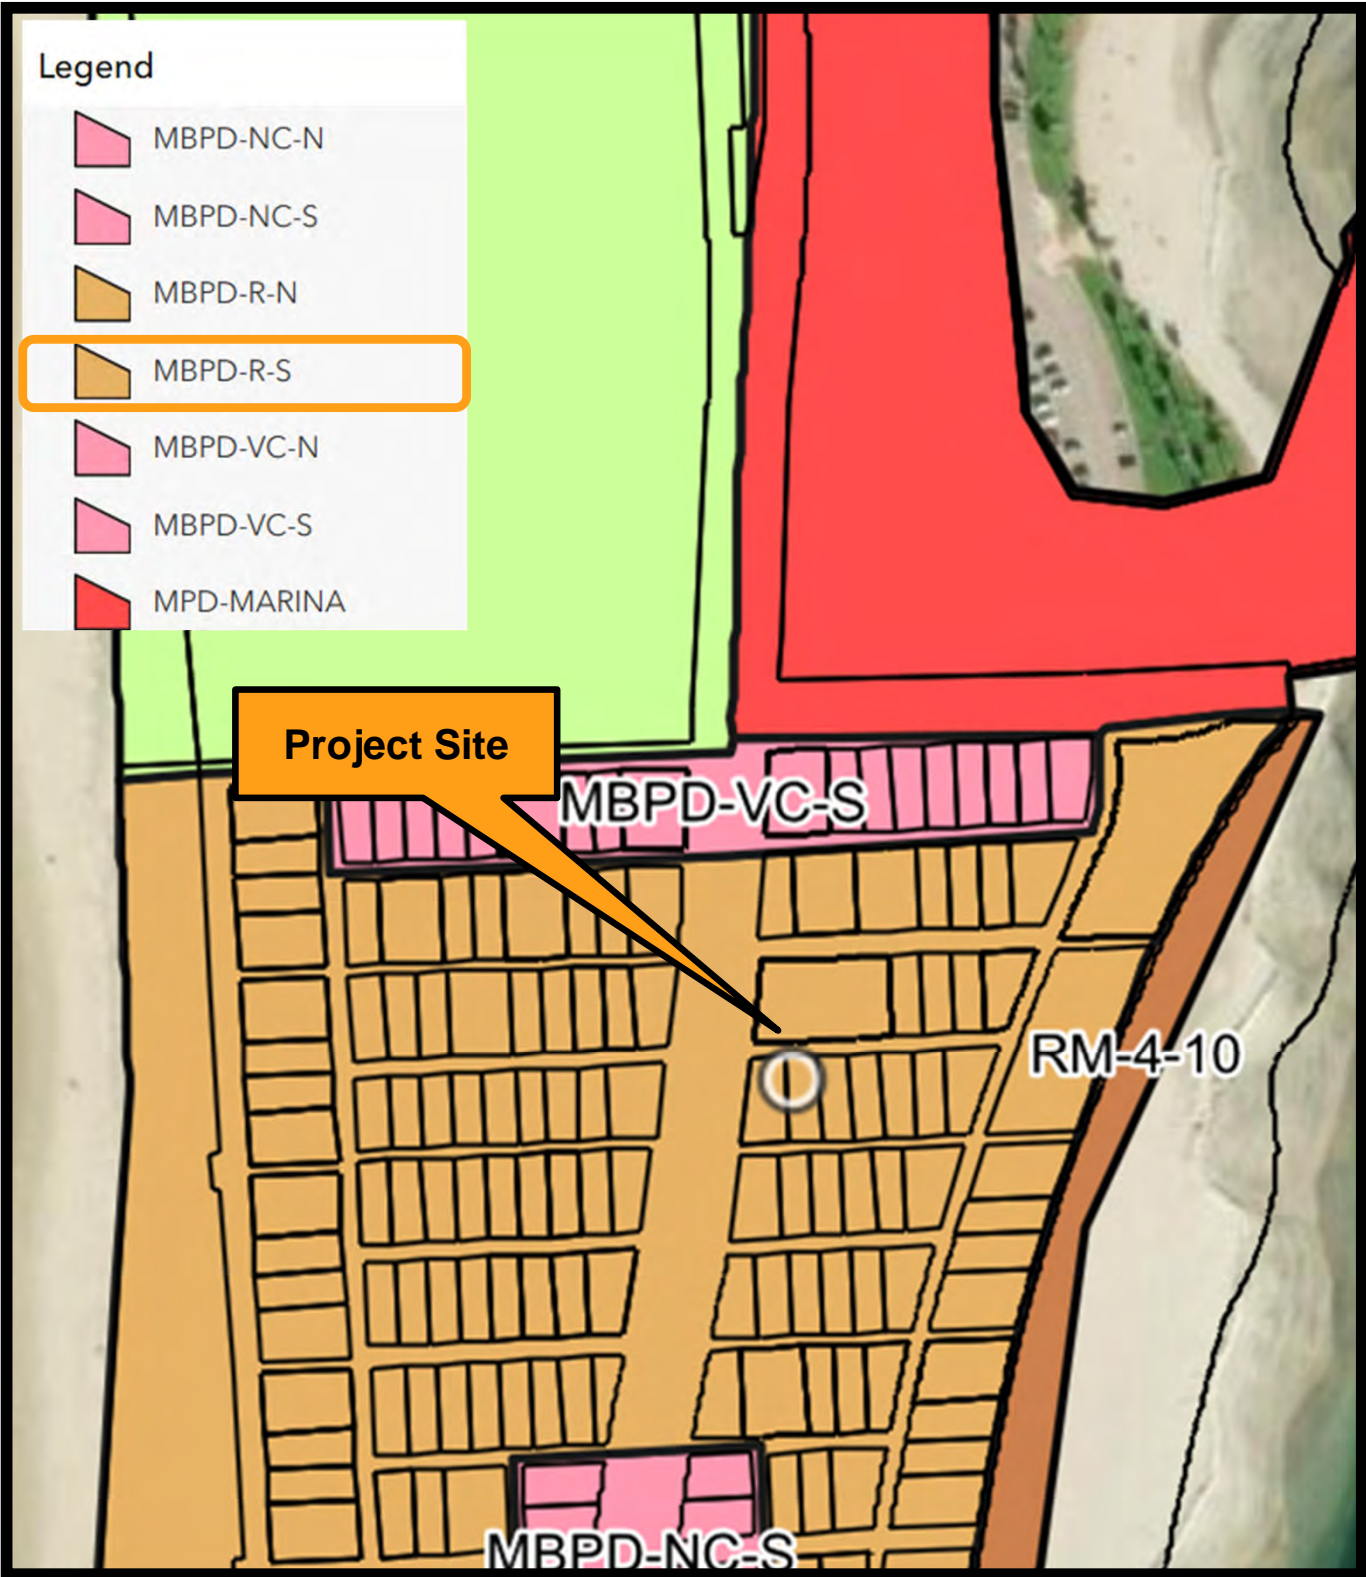 Legend
MBPD-NC-N
MBPD-NC-S
MBPD-R-N
MBPD-R-S
MBPD-VC-N
MBPD-VC-S
MPD-MARINA
Project Site
MBPD-VC-S
RM-4-10
MBPD-NC-S